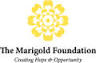 The Marigold Foundation
Creating Hope & Opportunity